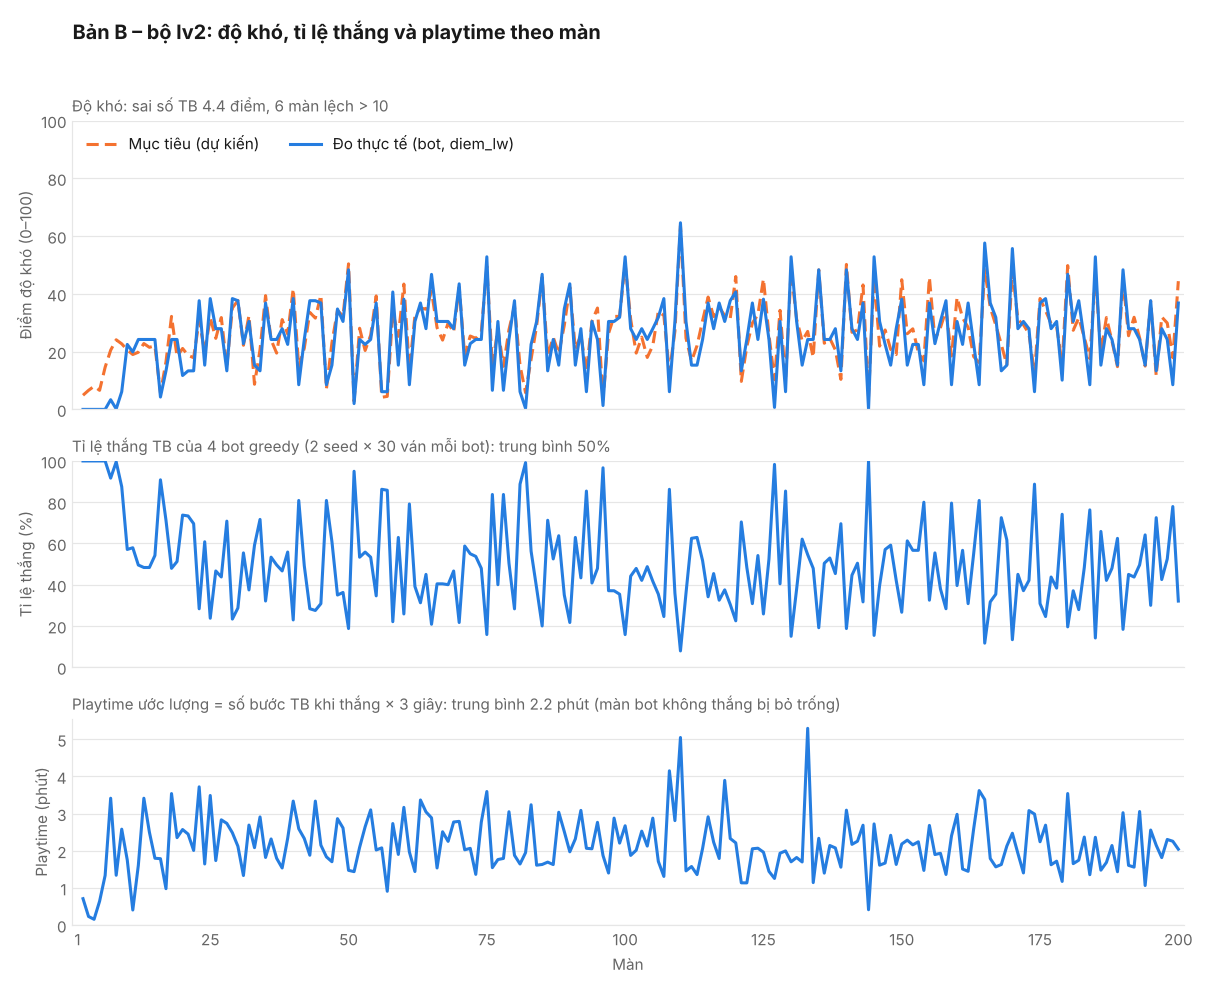 Bản B – bộ lv2: độ khó, tỉ lệ thắng và playtime theo màn
Độ khó: sai số TB 4.4 điểm, 6 màn lệch > 10
Mục tiêu (dự kiến)
Đo thực tế (bot, diem_lw)
Điểm độ khó (0–100)
100
80
60
40
20
0
Tỉ lệ thắng TB của 4 bot greedy (2 seed × 30 ván mỗi bot): trung bình 50%
Tỉ lệ thắng (%)
100
80
60
40
20
0
Playtime ước lượng = số bước TB khi thắng × 3 giây: trung bình 2.2 phút (màn bot không thắng bị bỏ trống)
Playtime (phút)
5
4
3
2
1
0
1 25 50 75 100 125 150 175 200
Màn